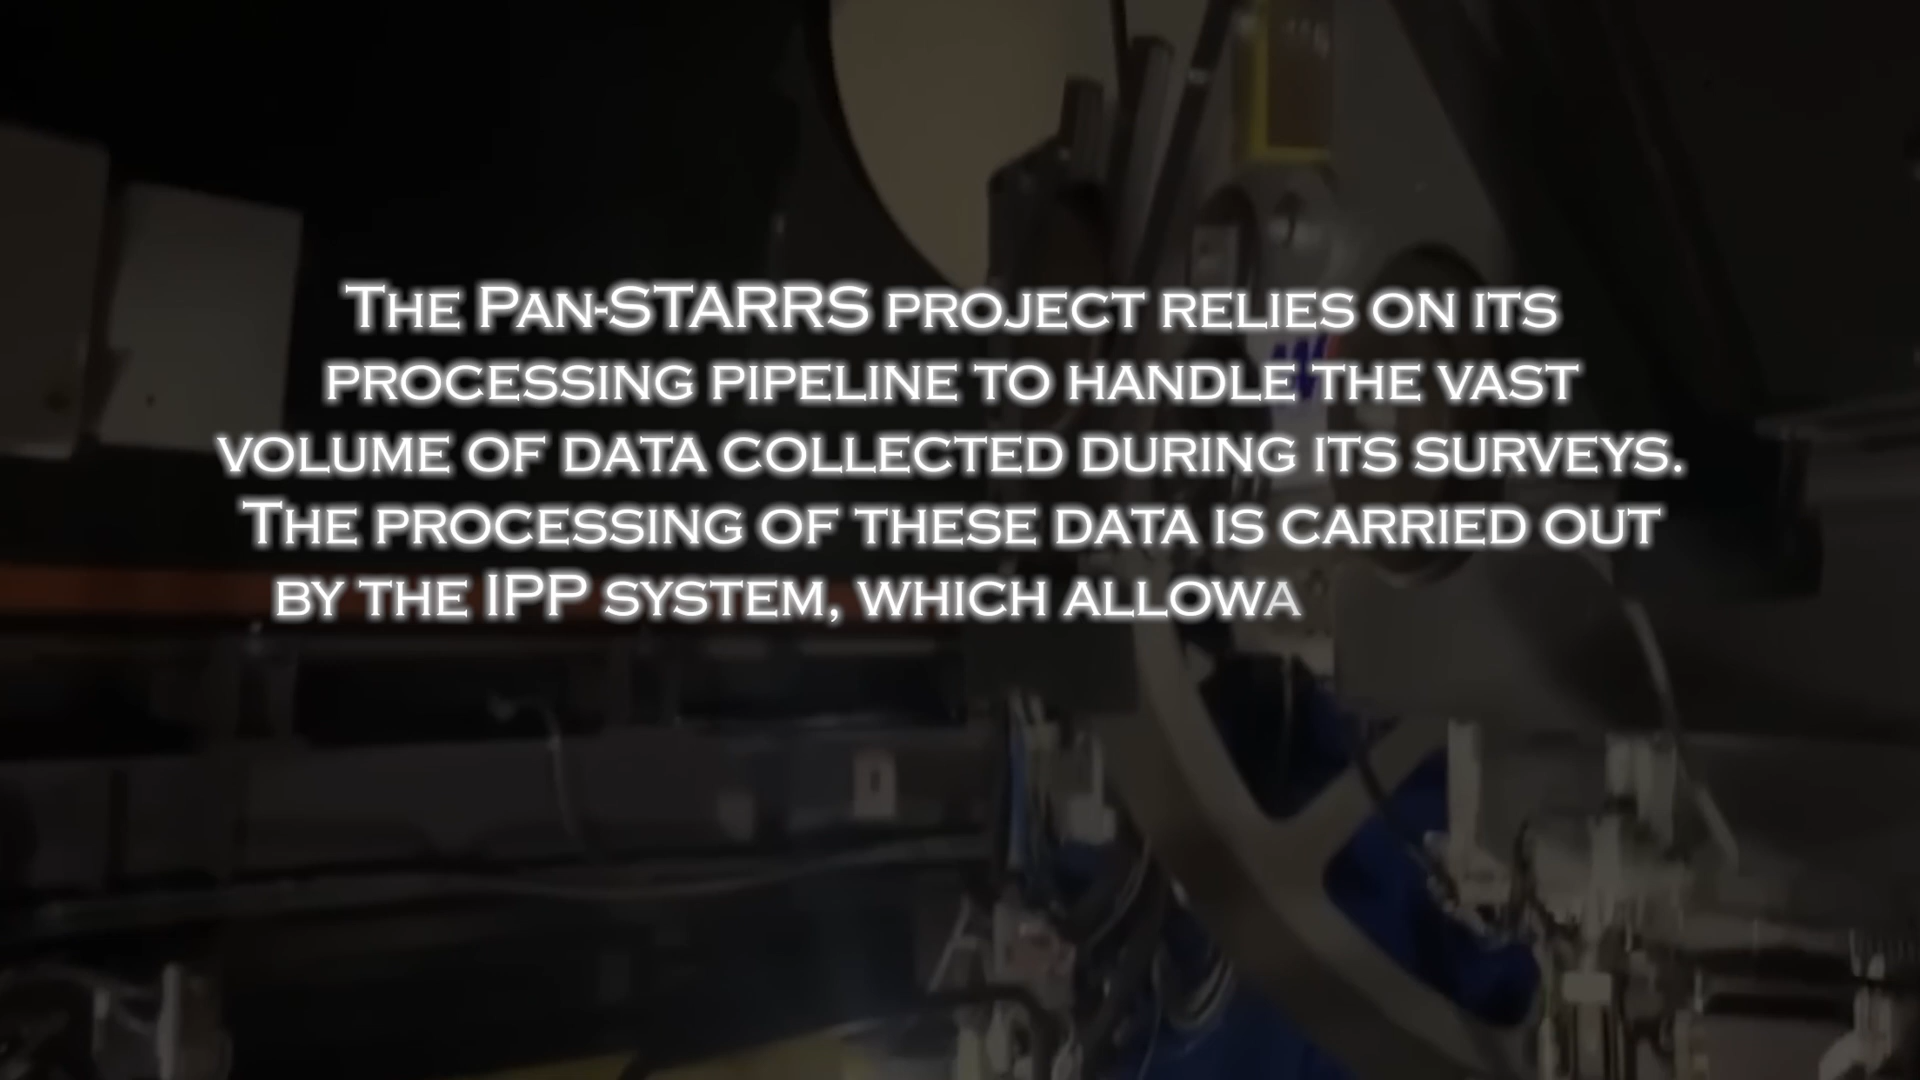 The Pan-STARRS project relies on its
processing pipeline to handle the vast
volume of data collected during its surveys.
The processing of these data is carried out
by the IPP system, which allowa